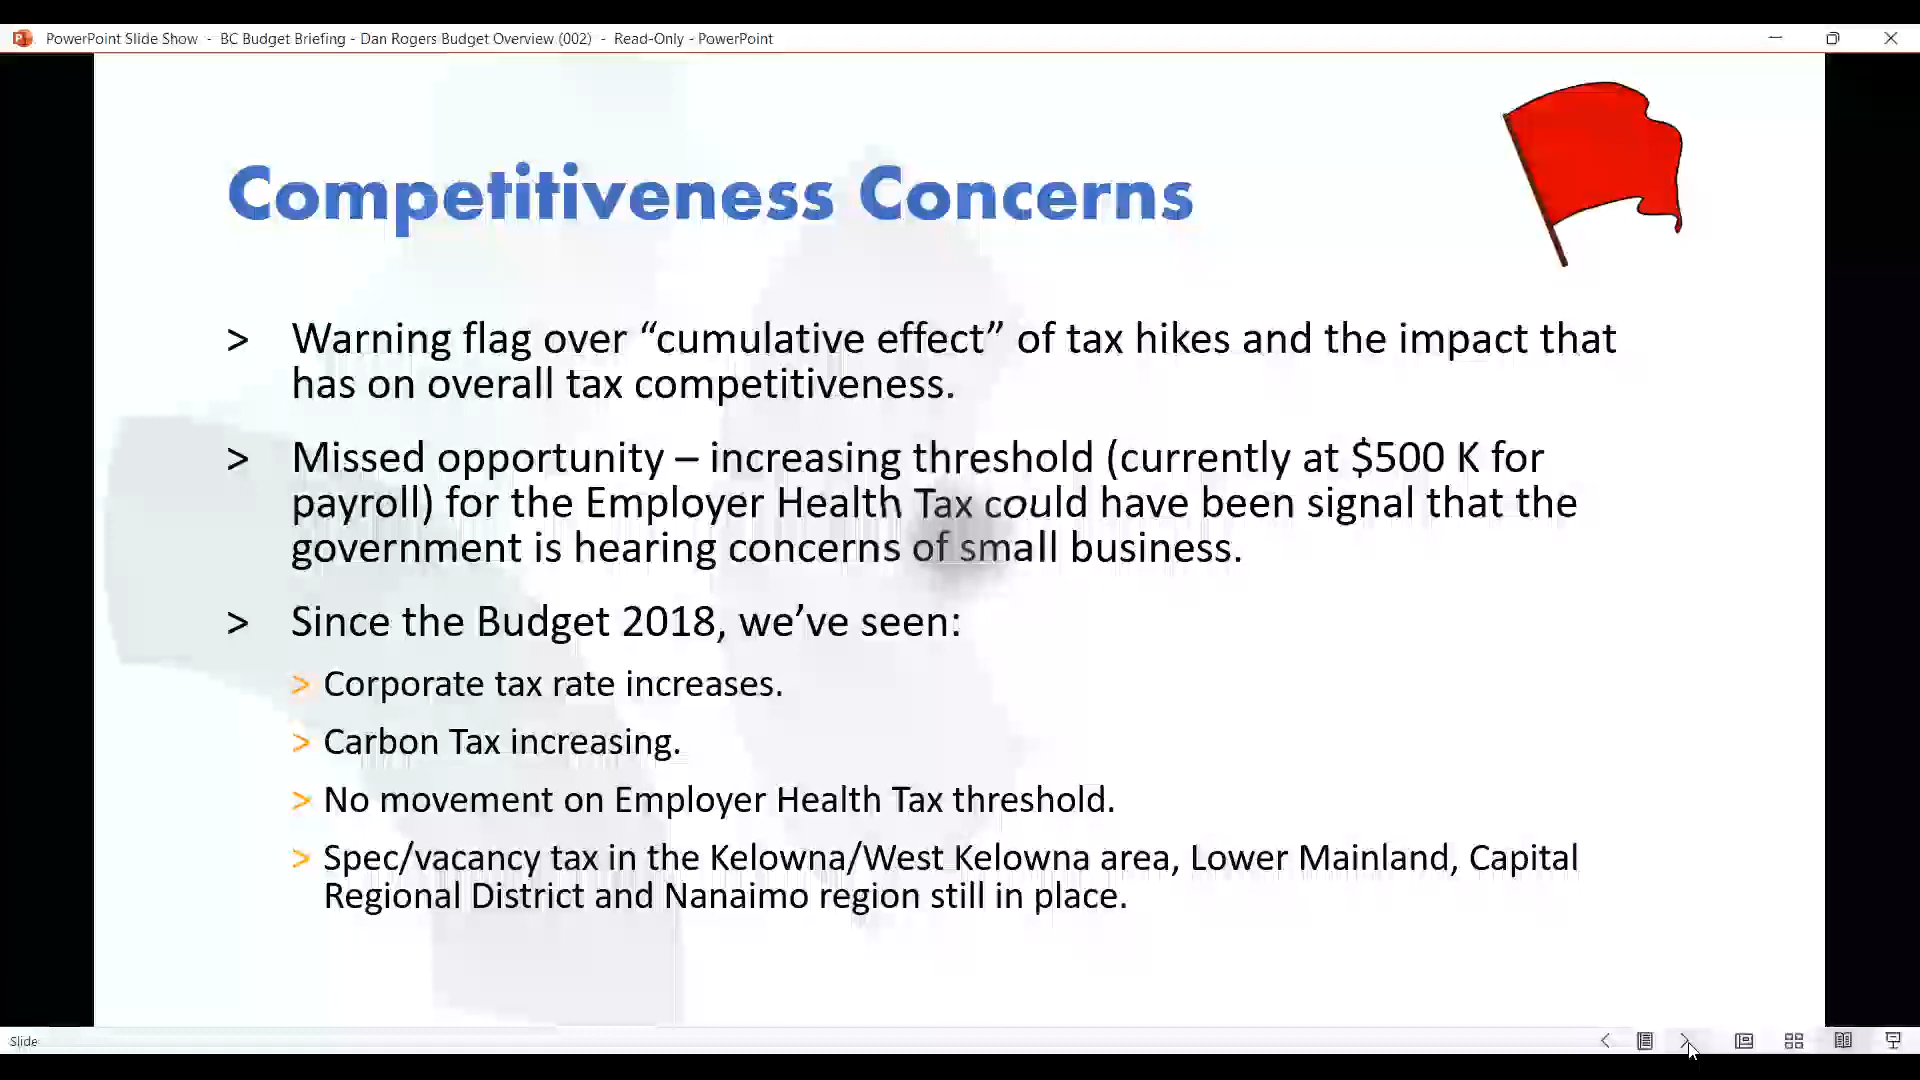 PowerPoint Slide Show - BC Budget Briefing - Dan Rogers Budget Overview (002) - Read-Only - PowerPoint
Competitiveness Concerns
> Warning flag over “cumulative effect” of tax hikes and the impact that
has on overall tax competitiveness.
> Missed opportunity – increasing threshold (currently at $500 K for
payroll) for the Employer Health Tax could have been signal that the
government is hearing concerns of small business.
> Since the Budget 2018, we’ve seen:
> Corporate tax rate increases.
> Carbon Tax increasing.
> No movement on Employer Health Tax threshold.
> Spec/vacancy tax in the Kelowna/West Kelowna area, Lower Mainland, Capital
Regional District and Nanaimo region still in place.
Slide